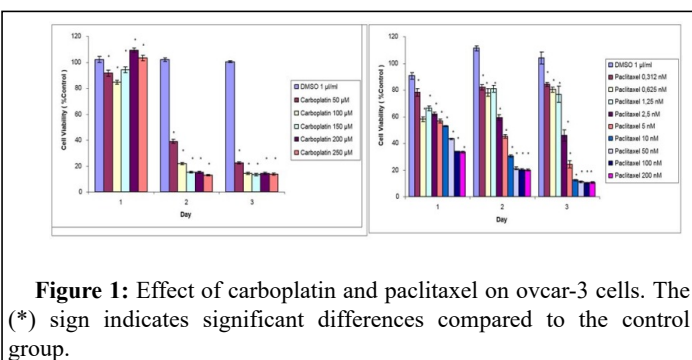 120
100
80
60
40
20
0
Cell Viability ( %Control )
1
2
3
Day
DMSO 1 µl/ml
Carboplatin 50 µM
Carboplatin 100 µM
Carboplatin 150 µM
Carboplatin 200 µM
Carboplatin 250 µM
120
100
80
60
40
20
0
Cell Viability ( %Control )
1
2
3
Day
DMSO 1 µl/ml
Paclitaxel 0,312 nM
Paclitaxel 0,625 nM
Paclitaxel 1,25 nM
Paclitaxel 2,5 nM
Paclitaxel 5 nM
Paclitaxel 10 nM
Paclitaxel 50 nM
Paclitaxel 100 nM
Paclitaxel 200 nM
Figure 1: Effect of carboplatin and paclitaxel on ovcar-3 cells. The
(*) sign indicates significant differences compared to the control
group.